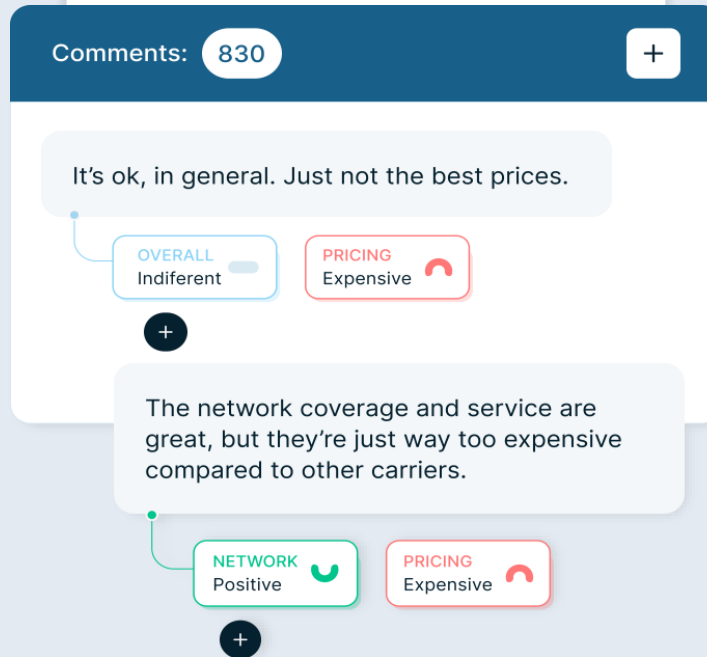 Comments: 830 +
It’s ok, in general. Just not the best prices.
OVERALL
Indiferent
PRICING
Expensive
+
The network coverage and service are
great, but they’re just way too expensive
compared to other carriers.
NETWORK
Positive
PRICING
Expensive
+